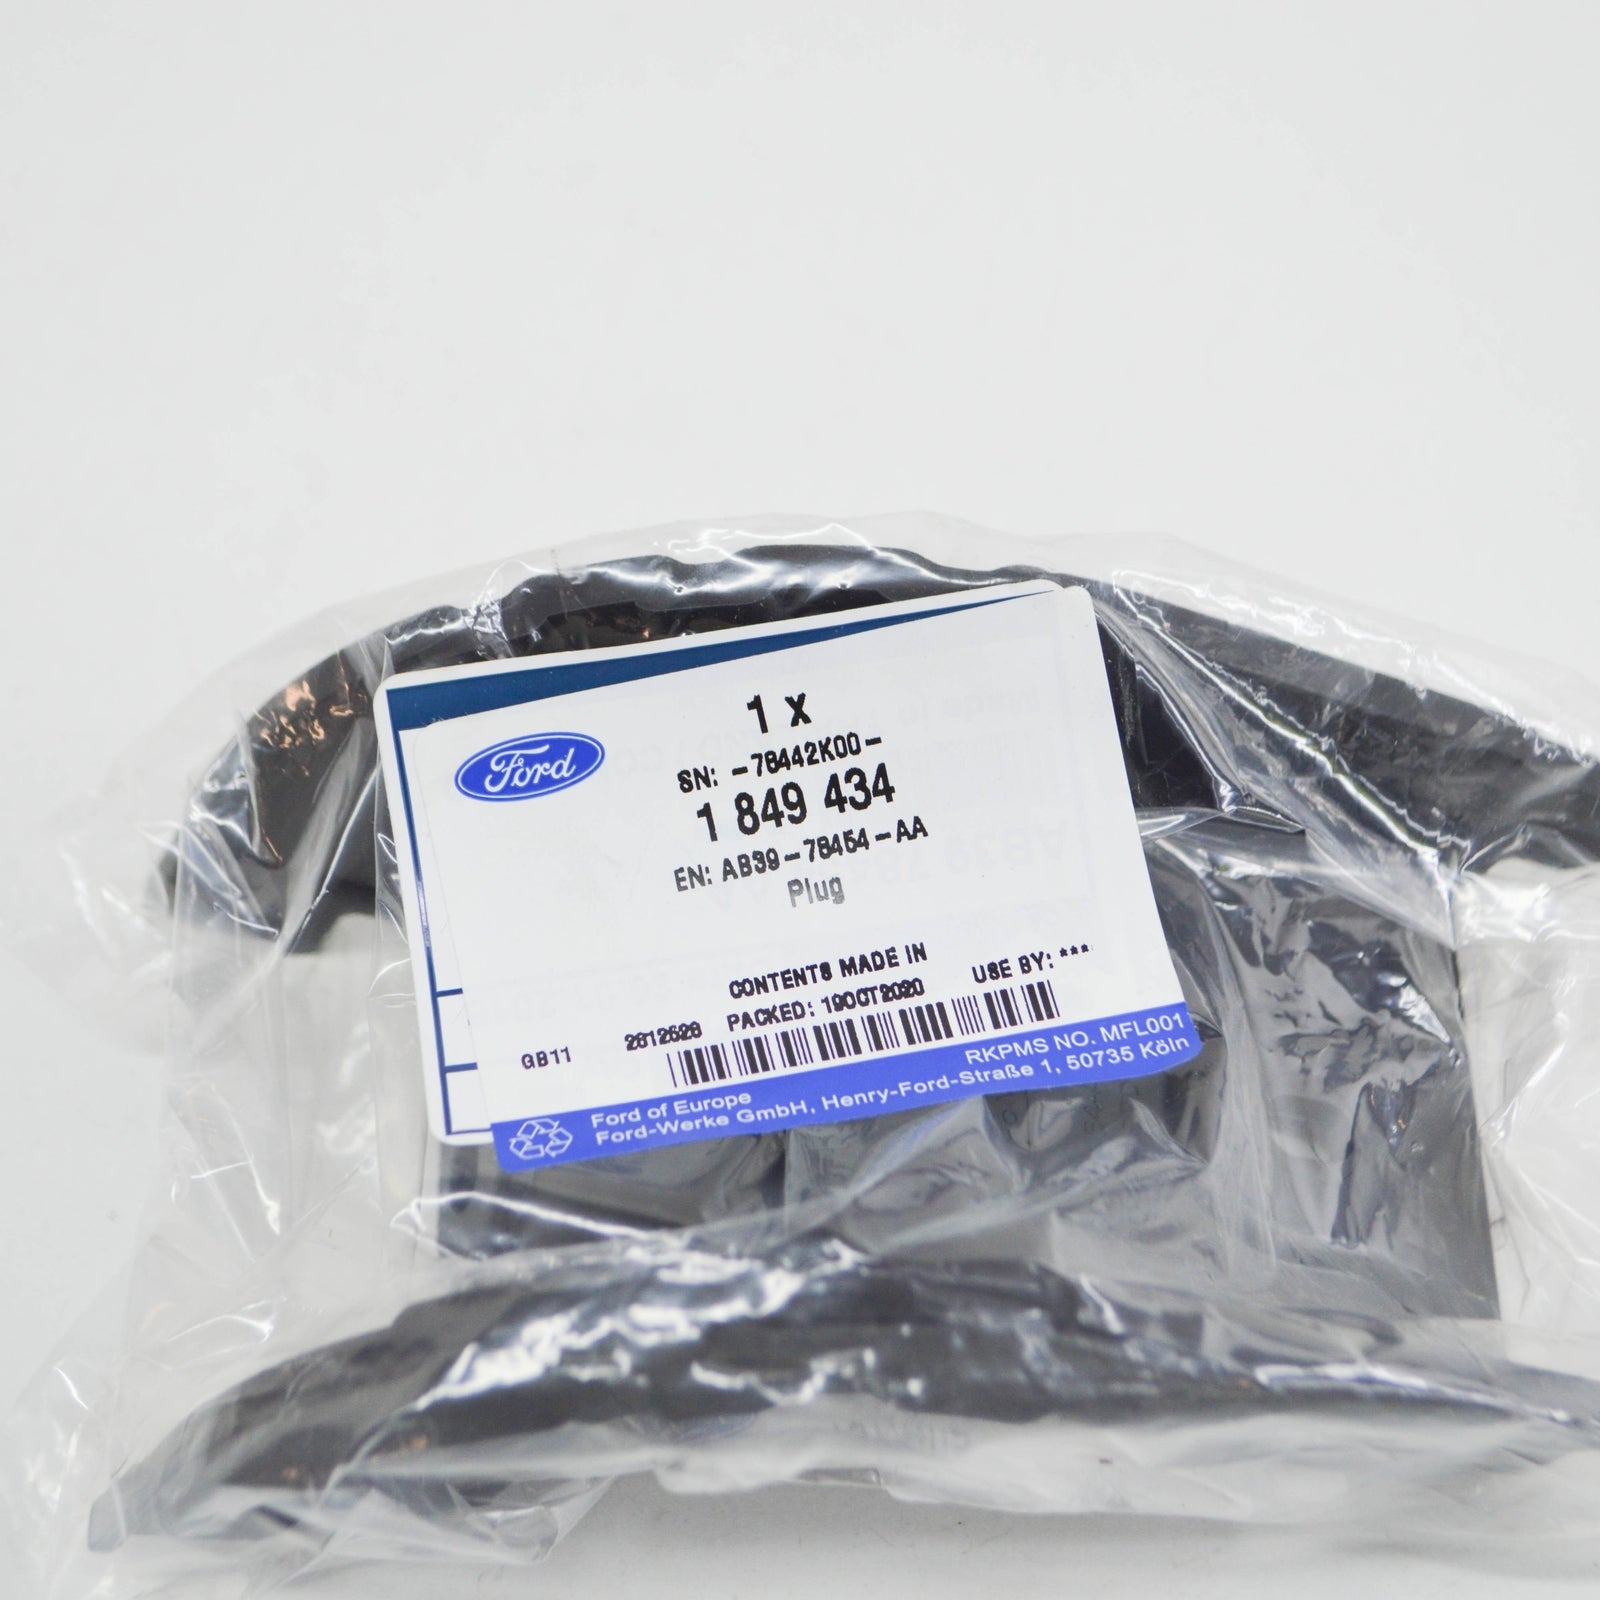 Ford
1 x
SN: -78442K00-
1 849 434
EN: AB39-78454-AA
Plug
CONTENTS MADE IN
USE BY: ***
PACKED: 19OCT2020
2812628
GB11
RKPMS NO. MFL001
Ford of Europe
Ford-Werke GmbH, Henry-Ford-Straße 1, 50735 Köln